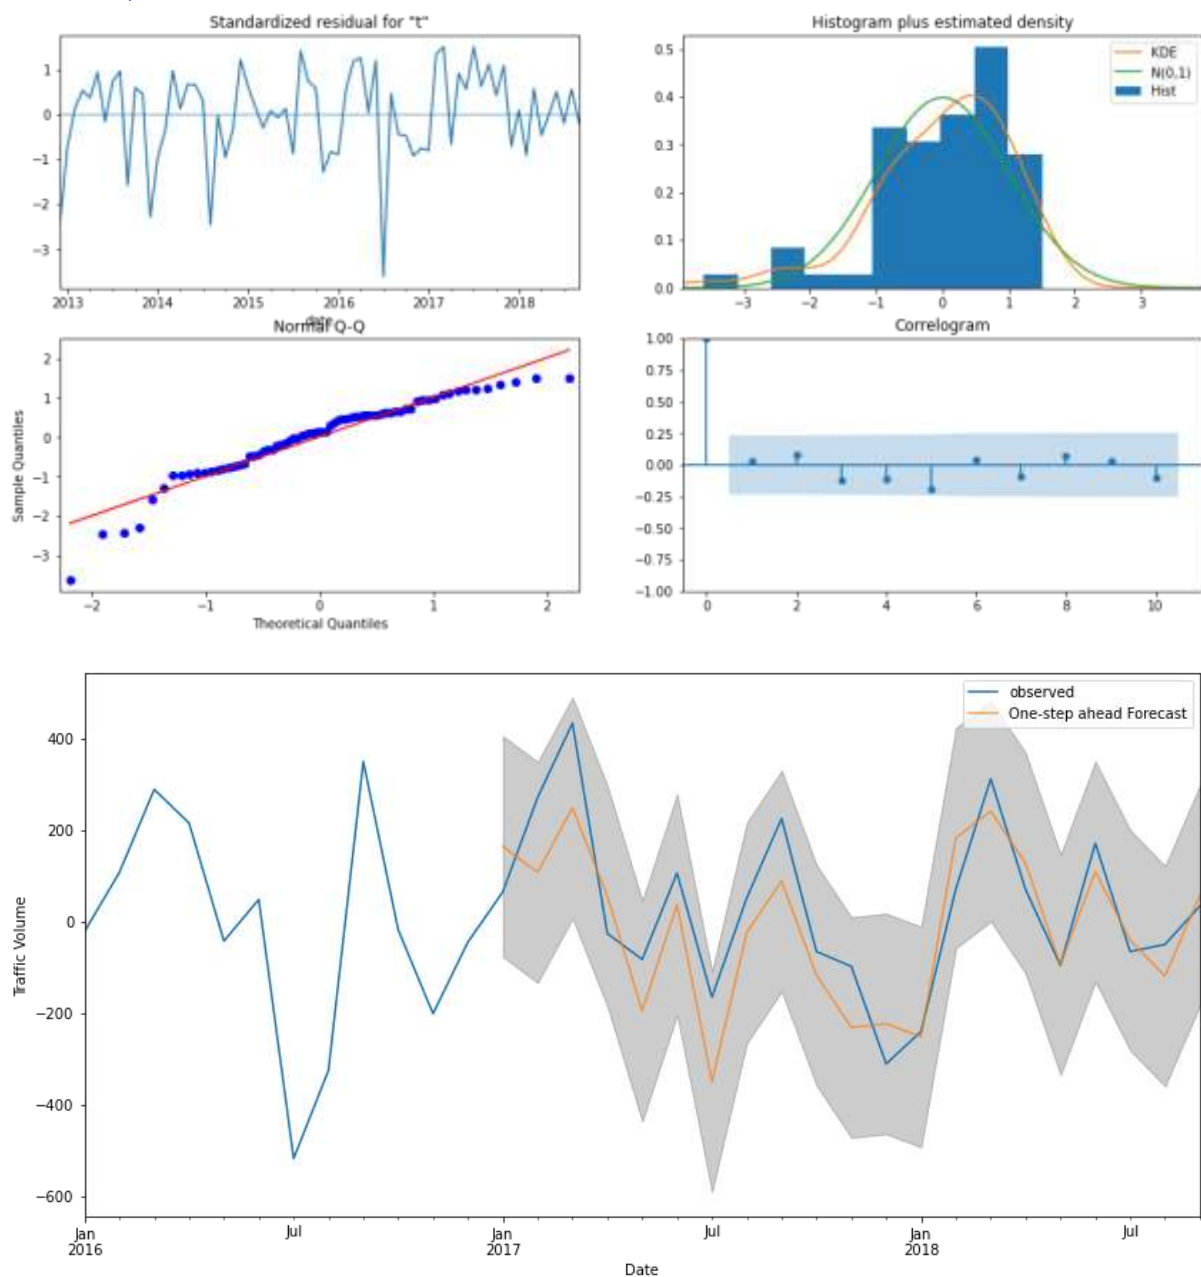 Standardized residual for "t"
1
0
−1
−2
−3
2013
2014
2015
2016
2017
2018
date
Histogram plus estimated density
KDE
N(0,1)
Hist
0.5
0.4
0.3
0.2
0.1
0.0
−3
−2
−1
0
1
2
3
Normal Q-Q
Sample Quantiles
2
1
0
−1
−2
−3
−2
−1
0
1
2
Theoretical Quantiles
Correlogram
1.00
0.75
0.50
0.25
0.00
−0.25
−0.50
−0.75
−1.00
0
2
4
6
8
10
observed
One-step ahead Forecast
Traffic Volume
400
200
0
−200
−400
−600
Jan
2016
Jul
Jan
2017
Jul
Jan
2018
Jul
Date